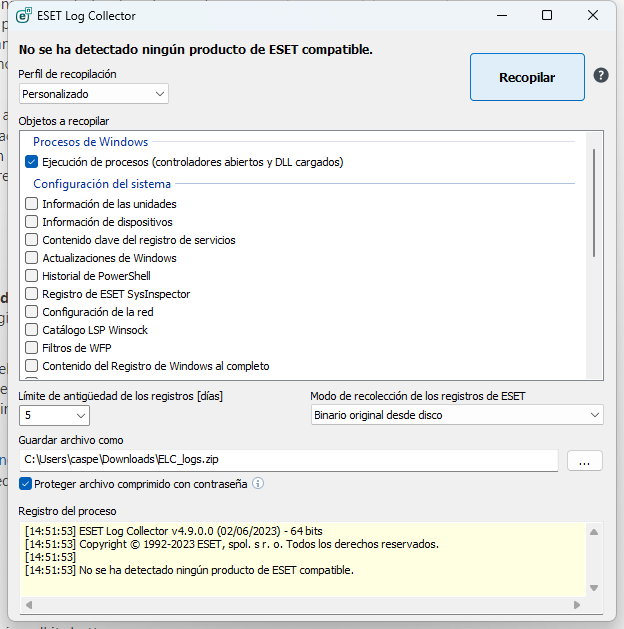 ESET Log Collector
No se ha detectado ningún producto de ESET compatible.
Perfil de recopilación
Personalizado
Recopilar
?
Objetos a recopilar
Procesos de Windows
Ejecución de procesos (controladores abiertos y DLL cargados)
Configuración del sistema
Información de las unidades
Información de dispositivos
Contenido clave del registro de servicios
Actualizaciones de Windows
Historial de PowerShell
Registro de ESET SysInspector
Configuración de la red
Catálogo LSP Winsock
Filtros de WFP
Contenido del Registro de Windows al completo
Límite de antigüedad de los registros [días]
Modo de recolección de los registros de ESET
5
Binario original desde disco
Guardar archivo como
C:\Users\caspe\Downloads\ELC_logs.zip
...
Proteger archivo comprimido con contraseña
Registro del proceso
[14:51:53] ESET Log Collector v4.9.0.0 (02/06/2023) - 64 bits
[14:51:53] Copyright © 1992-2023 ESET, spol. s r. o. Todos los derechos reservados.
[14:51:53]
[14:51:53] No se ha detectado ningún producto de ESET compatible.